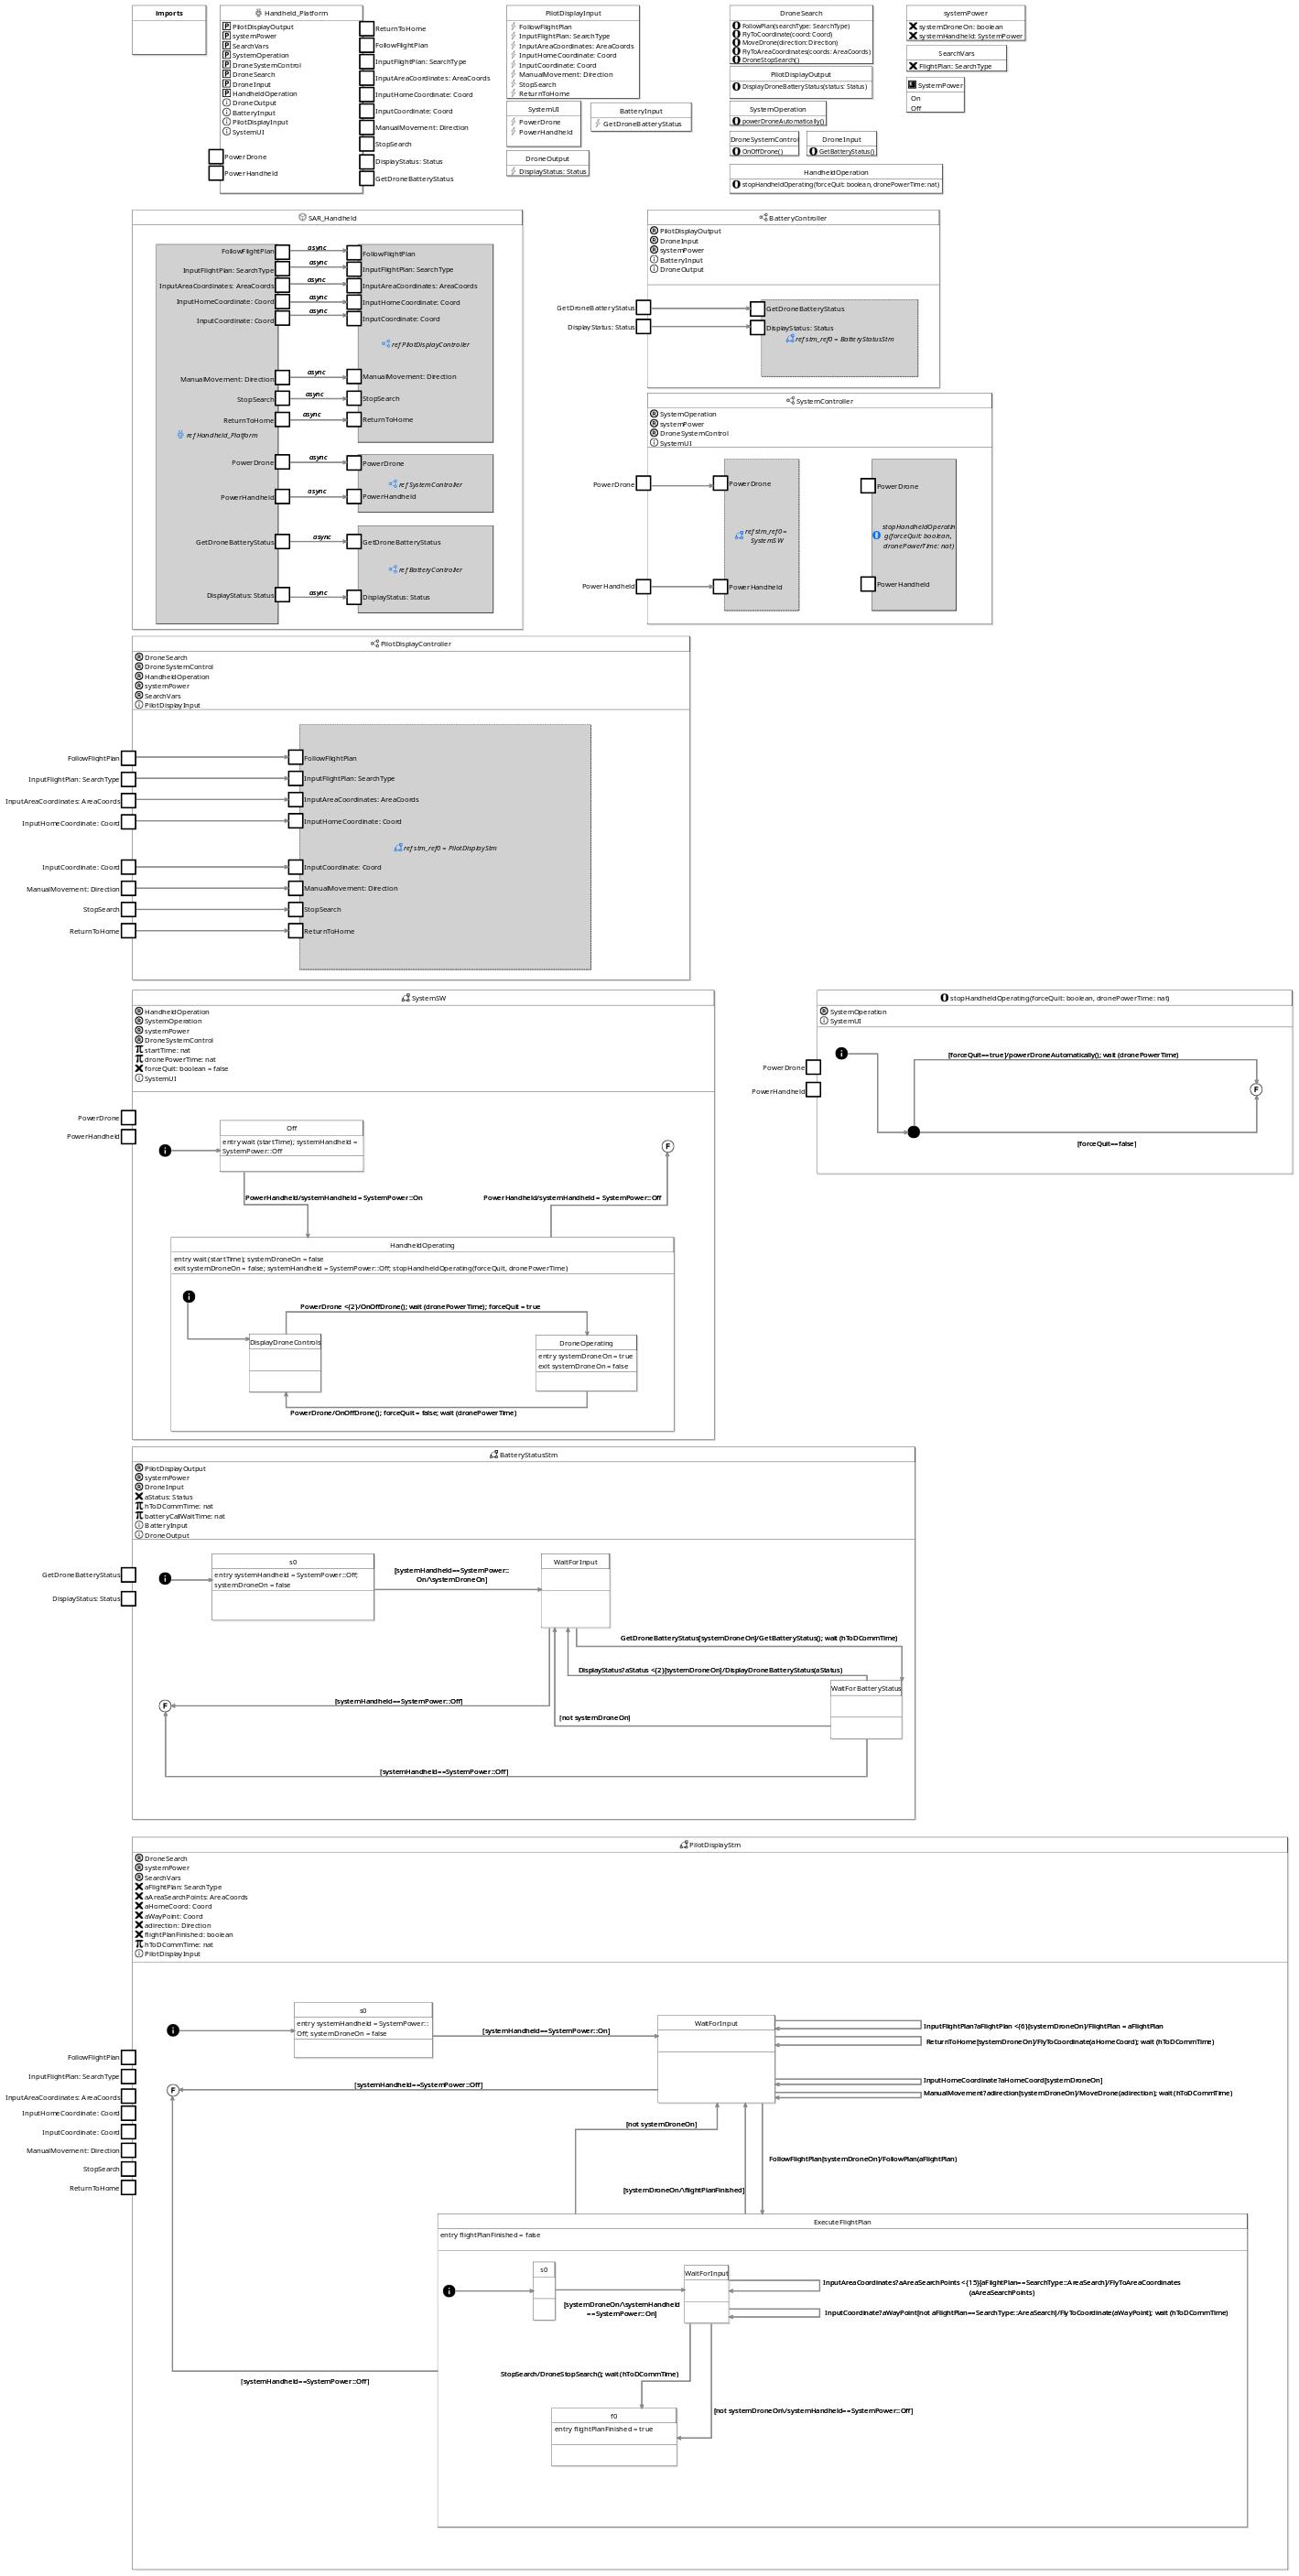 Imports
Handheld_Platform
PilotDisplayOutput
systemPower
SearchVars
SystemOperation
DroneSystemControl
DroneSearch
DroneInput
HandheldOperation
DroneOutput
BatteryInput
PilotDisplayInput
SystemUI
PowerDrone
PowerHandheld
ReturnToHome
FollowFlightPlan
InputFlightPlan: SearchType
InputAreaCoordinates: AreaCoords
InputHomeCoordinate: Coord
InputCoordinate: Coord
ManualMovement: Direction
StopSearch
DisplayStatus: Status
GetDroneBatteryStatus
PilotDisplayInput
FollowFlightPlan
InputFlightPlan: SearchType
InputAreaCoordinates: AreaCoords
InputHomeCoordinate: Coord
InputCoordinate: Coord
ManualMovement: Direction
StopSearch
ReturnToHome
SystemUI
PowerDrone
PowerHandheld
BatteryInput
GetDroneBatteryStatus
DroneOutput
DisplayStatus: Status
DroneSearch
FollowPlan(searchType: SearchType)
FlyToCoordinate(coord: Coord)
MoveDrone(direction: Direction)
FlyToAreaCoordinates(coords: AreaCoords)
DroneStopSearch()
PilotDisplayOutput
DisplayDroneBatteryStatus(status: Status)
SystemOperation
powerDroneAutomatically()
DroneSystemControl
OnOffDrone()
DroneInput
GetBatteryStatus()
HandheldOperation
stopHandheldOperating(forceQuit: boolean, dronePowerTime: nat)
systemPower
systemDroneOn: boolean
systemHandheld: SystemPower
SearchVars
FlightPlan: SearchType
SystemPower
On
Off
SAR_Handheld
FollowFlightPlan
async
FollowFlightPlan
InputFlightPlan: SearchType
async
InputFlightPlan: SearchType
InputAreaCoordinates: AreaCoords
async
InputAreaCoordinates: AreaCoords
InputHomeCoordinate: Coord
async
InputHomeCoordinate: Coord
InputCoordinate: Coord
async
InputCoordinate: Coord
ref PilotDisplayController
ManualMovement: Direction
async
ManualMovement: Direction
StopSearch
async
StopSearch
ReturnToHome
async
ReturnToHome
ref Handheld_Platform
PowerDrone
async
PowerDrone
ref SystemController
PowerHandheld
async
PowerHandheld
GetDroneBatteryStatus
async
GetDroneBatteryStatus
ref BatteryController
DisplayStatus: Status
async
DisplayStatus: Status
BatteryController
PilotDisplayOutput
DroneInput
systemPower
BatteryInput
DroneOutput
GetDroneBatteryStatus
GetDroneBatteryStatus
DisplayStatus: Status
DisplayStatus: Status
ref stm_ref0 = BatteryStatusStm
SystemController
SystemOperation
systemPower
DroneSystemControl
SystemUI
PowerDrone
PowerDrone
PowerDrone
ref stm_ref0 =
SystemSW
stopHandheldOperatin
g(forceQuit: boolean,
dronePowerTime: nat)
PowerHandheld
PowerHandheld
PowerHandheld
PilotDisplayController
DroneSearch
DroneSystemControl
HandheldOperation
systemPower
SearchVars
PilotDisplayInput
FollowFlightPlan
FollowFlightPlan
InputFlightPlan: SearchType
InputFlightPlan: SearchType
InputAreaCoordinates: AreaCoords
InputAreaCoordinates: AreaCoords
InputHomeCoordinate: Coord
InputHomeCoordinate: Coord
ref stm_ref0 = PilotDisplayStm
InputCoordinate: Coord
InputCoordinate: Coord
ManualMovement: Direction
ManualMovement: Direction
StopSearch
StopSearch
ReturnToHome
ReturnToHome
SystemSW
HandheldOperation
SystemOperation
systemPower
DroneSystemControl
startTime: nat
dronePowerTime: nat
forceQuit: boolean = false
SystemUI
PowerDrone
PowerHandheld
Off
entry wait (startTime); systemHandheld =
SystemPower::Off
F
PowerHandheld/systemHandheld = SystemPower::On
PowerHandheld/systemHandheld = SystemPower::Off
HandheldOperating
entry wait (startTime); systemDroneOn = false
exit systemDroneOn = false; systemHandheld = SystemPower::Off; stopHandheldOperating(forceQuit, dronePowerTime)
PowerDrone <{2}/OnOffDrone(); wait (dronePowerTime); forceQuit = true
DisplayDroneControls
DroneOperating
entry systemDroneOn = true
exit systemDroneOn = false
PowerDrone/OnOffDrone(); forceQuit = false; wait (dronePowerTime)
stopHandheldOperating(forceQuit: boolean, dronePowerTime: nat)
SystemOperation
SystemUI
PowerDrone
PowerHandheld
[forceQuit==true]/powerDroneAutomatically(); wait (dronePowerTime)
F
[forceQuit==false]
BatteryStatusStm
PilotDisplayOutput
systemPower
DroneInput
aStatus: Status
hToDCommTime: nat
batteryCallWaitTime: nat
BatteryInput
DroneOutput
GetDroneBatteryStatus
DisplayStatus: Status
s0
entry systemHandheld = SystemPower::Off;
systemDroneOn = false
[systemHandheld==SystemPower::
On/\systemDroneOn]
WaitForInput
GetDroneBatteryStatus[systemDroneOn]/GetBatteryStatus(); wait (hToDCommTime)
DisplayStatus?aStatus <{2}[systemDroneOn]/DisplayDroneBatteryStatus(aStatus)
WaitForBatteryStatus
F
[systemHandheld==SystemPower::Off]
[not systemDroneOn]
[systemHandheld==SystemPower::Off]
PilotDisplayStm
DroneSearch
systemPower
SearchVars
aFlightPlan: SearchType
aAreaSearchPoints: AreaCoords
aHomeCoord: Coord
aWayPoint: Coord
adirection: Direction
flightPlanFinished: boolean
hToDCommTime: nat
PilotDisplayInput
FollowFlightPlan
InputFlightPlan: SearchType
InputAreaCoordinates: AreaCoords
InputHomeCoordinate: Coord
InputCoordinate: Coord
ManualMovement: Direction
StopSearch
ReturnToHome
s0
entry systemHandheld = SystemPower::
Off; systemDroneOn = false
[systemHandheld==SystemPower::On]
WaitForInput
InputFlightPlan?aFlightPlan <{6}[systemDroneOn]/FlightPlan = aFlightPlan
ReturnToHome[systemDroneOn]/FlyToCoordinate(aHomeCoord); wait (hToDCommTime)
InputHomeCoordinate?aHomeCoord[systemDroneOn]
ManualMovement?adirection[systemDroneOn]/MoveDrone(adirection); wait (hToDCommTime)
F
[systemHandheld==SystemPower::Off]
[not systemDroneOn]
FollowFlightPlan[systemDroneOn]/FollowPlan(aFlightPlan)
[systemDroneOn/\flightPlanFinished]
ExecuteFlightPlan
entry flightPlanFinished = false
s0
[systemDroneOn/\systemHandheld
==SystemPower::On]
WaitForInput
InputAreaCoordinates?aAreaSearchPoints <{15}[aFlightPlan==SearchType::AreaSearch]/FlyToAreaCoordinates
(aAreaSearchPoints)
InputCoordinate?aWayPoint[not aFlightPlan==SearchType::AreaSearch]/FlyToCoordinate(aWayPoint); wait (hToDCommTime)
StopSearch/DroneStopSearch(); wait (hToDCommTime)
[systemHandheld==SystemPower::Off]
[not systemDroneOn\/systemHandheld==SystemPower::Off]
f0
entry flightPlanFinished = true